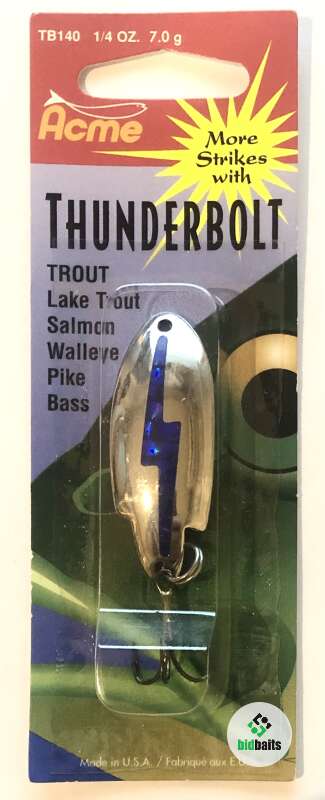 TB140 1/4 OZ. 7.0 g
Acme
More
Strikes
with
THUNDERBOLT
TROUT
Lake Trout
Salmon
Walleye
Pike
Bass
bidbaits
Made in U.S.A. / Fabriqué aux